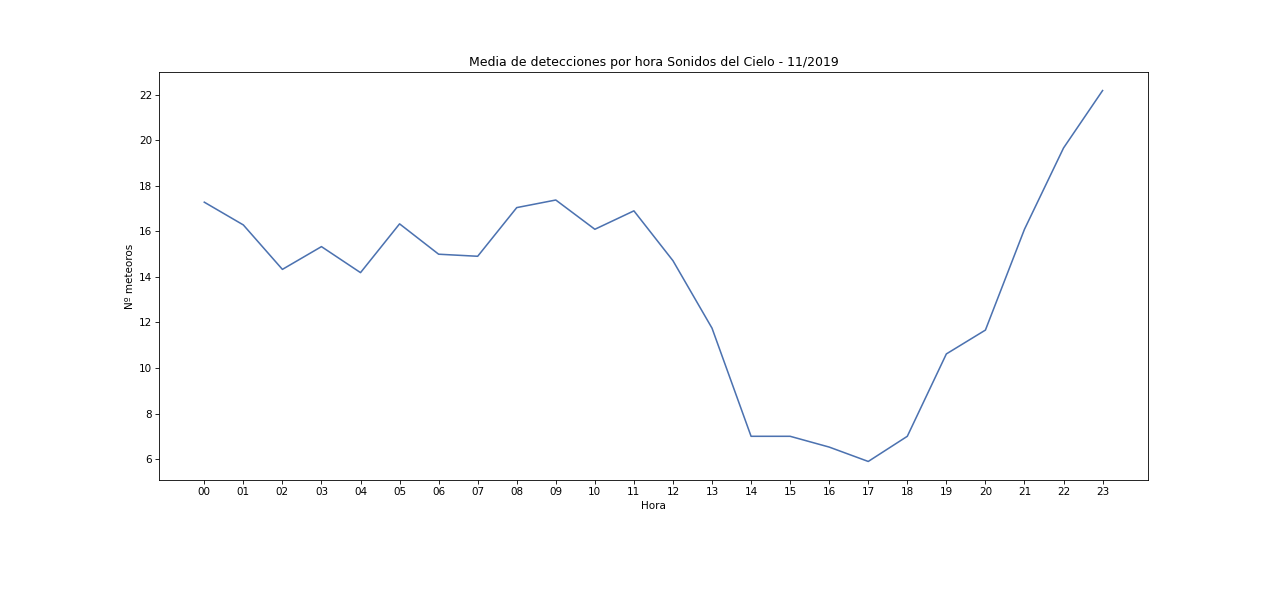 Media de detecciones por hora Sonidos del Cielo - 11/2019
22
20
18
16
14
12
10
8
6
Nº meteoros
00 01 02 03 04 05 06 07 08 09 10 11 12 13 14 15 16 17 18 19 20 21 22 23
Hora